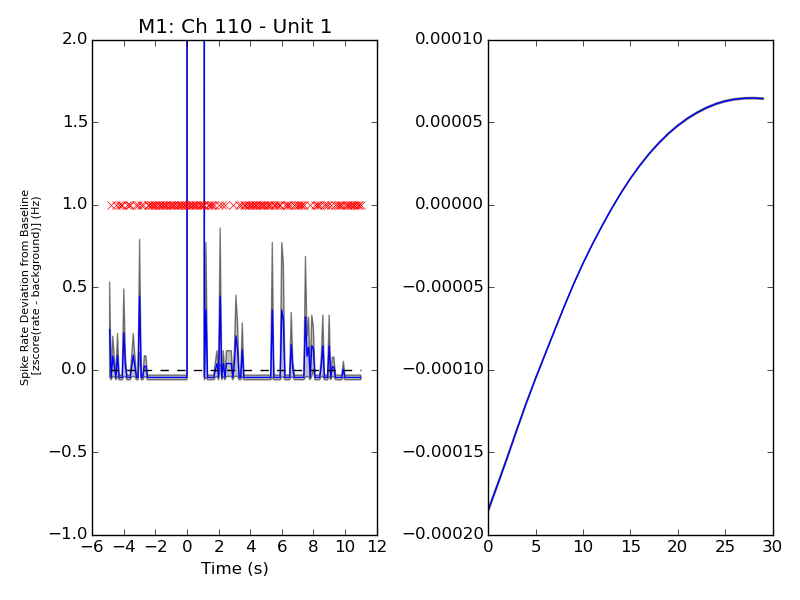 M1: Ch 110 - Unit 1
2.0
1.5
1.0
0.5
0.0
−0.5
−1.0
−6 −4 −2 0 2 4 6 8 10 12
Time (s)
Spike Rate Deviation from Baseline
[zscore(rate - background)] (Hz)
0.00010
0.00005
0.00000
−0.00005
−0.00010
−0.00015
−0.00020
0 5 10 15 20 25 30